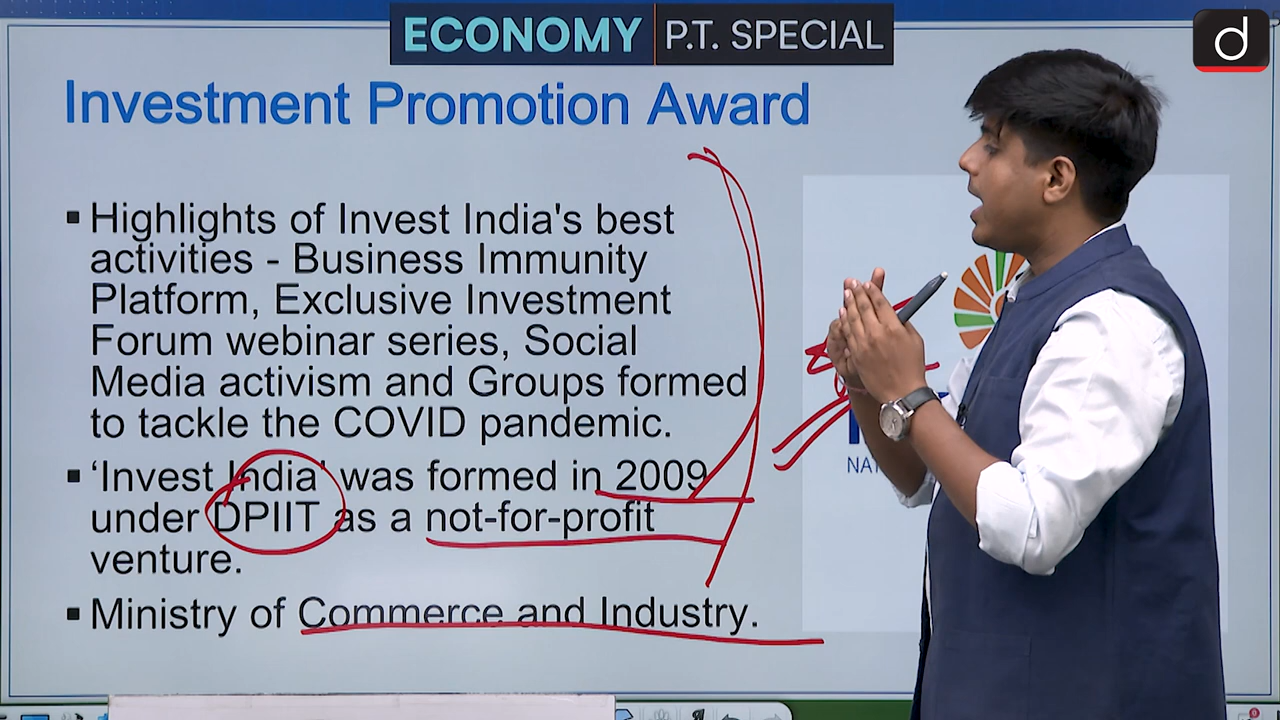 ECONOMY P.T. SPECIAL
d
Investment Promotion Award
▪ Highlights of Invest India's best
activities - Business Immunity
Platform, Exclusive Investment
Forum webinar series, Social
Media activism and Groups formed
to tackle the COVID pandemic.
▪ ‘Invest India’ was formed in 2009
under DPIIT as a not-for-profit
venture.
▪ Ministry of Commerce and Industry.